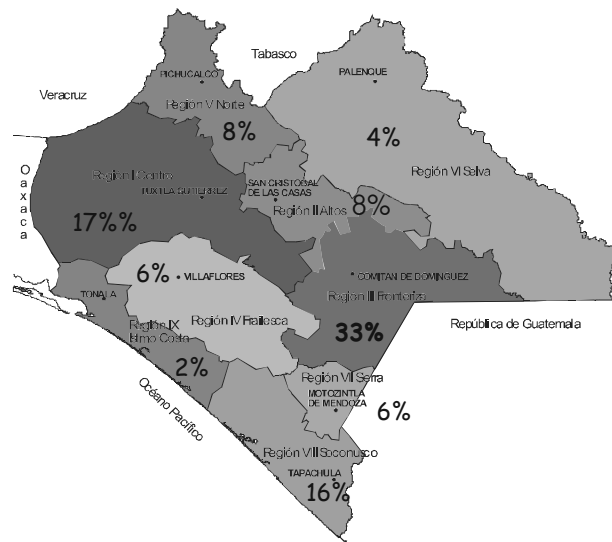 Tabasco
PICHUCALCO
PALENQUE
Veracruz
Región V Norte
8%
4%
Región VI Selva
Oaxaca
Región I Centro
TUXTLA GUTIERREZ
SAN CRISTOBAL
DE LAS CASAS
Región II Altos
8%
17%%
6%
VILLAFLORES
COMITAN DE DOMINGUEZ
Región III Fronteriza
TONALA
Región IV Frailesca
33%
República de Guatemala
Región IX
Istmo Costa
2%
Región VII Sierra
MOTOZINTLA
DE MENDOZA
6%
Océano Pacífico
Región VIII Soconusco
TAPACHULA
16%